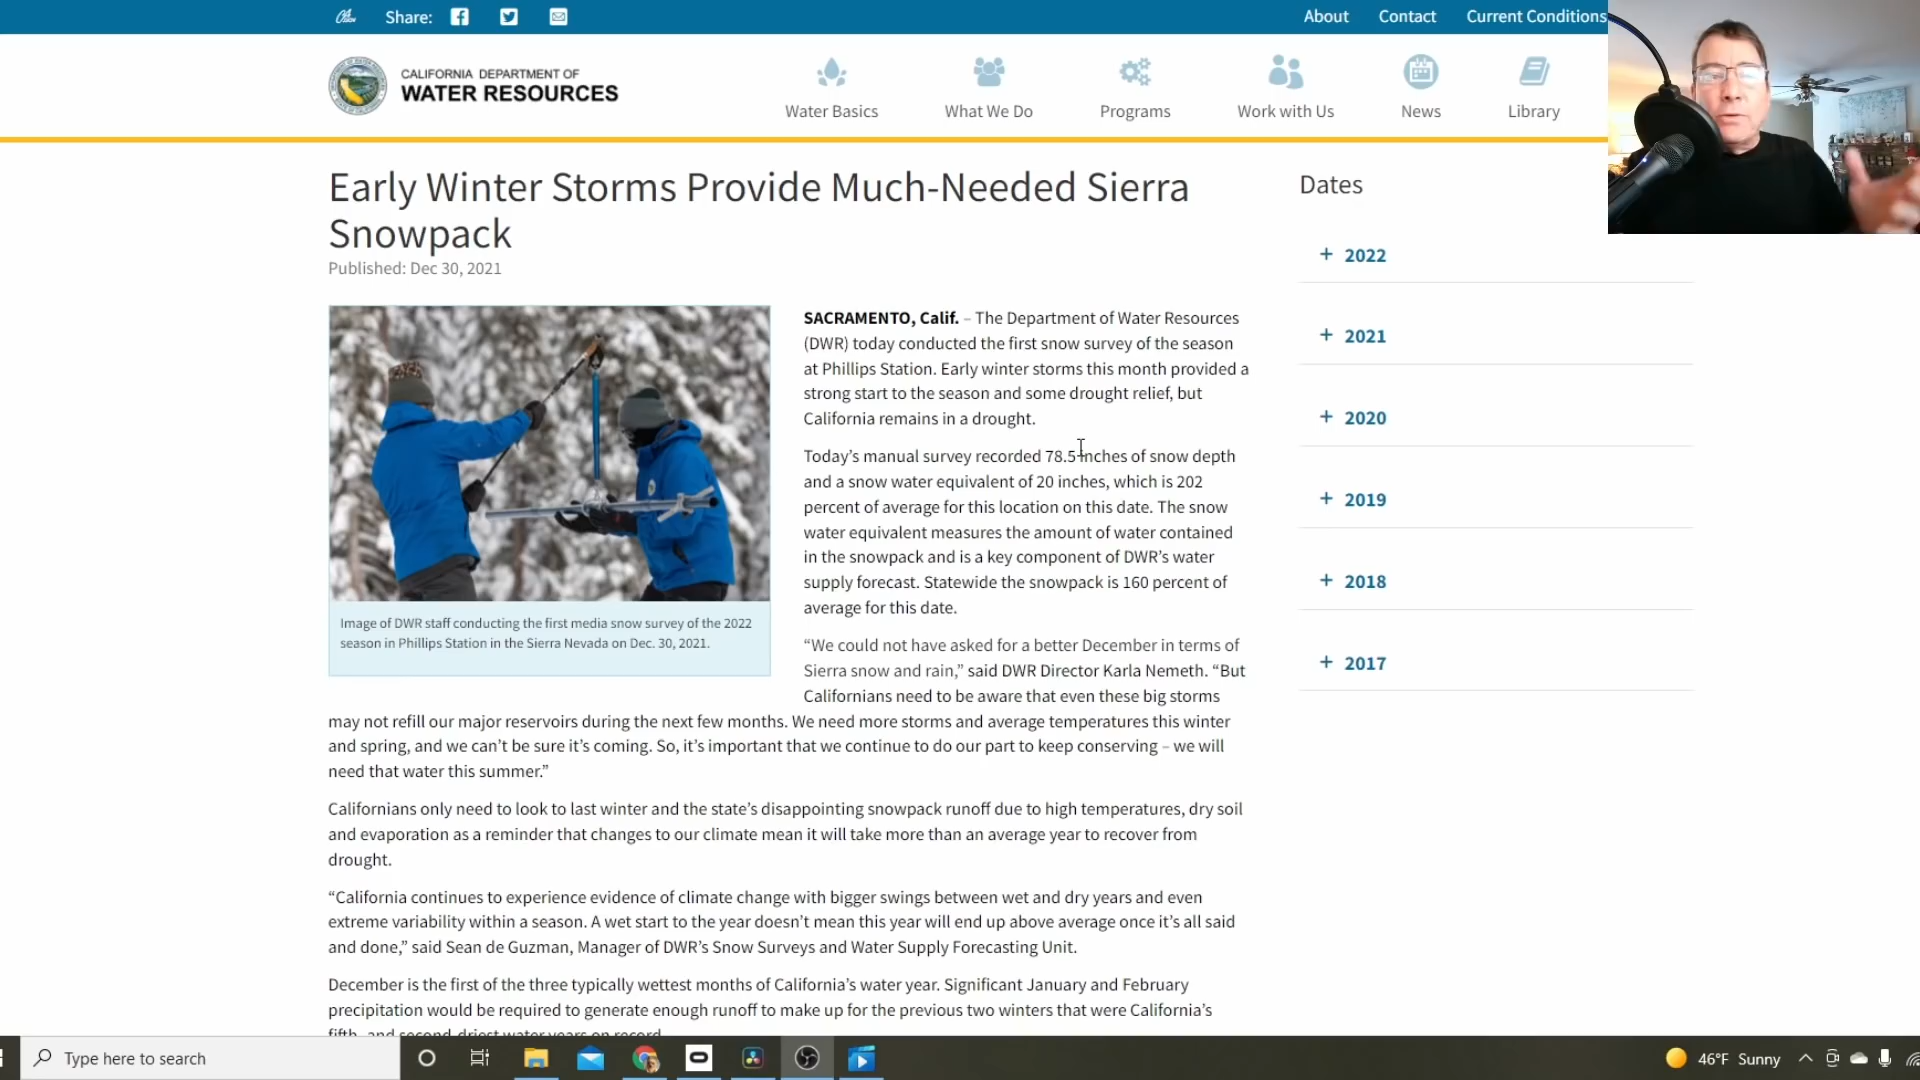 Share:
About Contact Current Conditions
CALIFORNIA DEPARTMENT OF
WATER RESOURCES
Water Basics What We Do Programs Work with Us News Library
Early Winter Storms Provide Much-Needed Sierra
Snowpack
Published: Dec 30, 2021
Image of DWR staff conducting the first media snow survey of the 2022
season in Phillips Station in the Sierra Nevada on Dec. 30, 2021.
SACRAMENTO, Calif. – The Department of Water Resources
(DWR) today conducted the first snow survey of the season
at Phillips Station. Early winter storms this month provided a
strong start to the season and some drought relief, but
California remains in a drought.
Today’s manual survey recorded 78.5 inches of snow depth
and a snow water equivalent of 20 inches, which is 202
percent of average for this location on this date. The snow
water equivalent measures the amount of water contained
in the snowpack and is a key component of DWR’s water
supply forecast. Statewide the snowpack is 160 percent of
average for this date.
“We could not have asked for a better December in terms of
Sierra snow and rain,” said DWR Director Karla Nemeth. “But
Californians need to be aware that even these big storms
may not refill our major reservoirs during the next few months. We need more storms and average temperatures this winter
and spring, and we can’t be sure it’s coming. So, it’s important that we continue to do our part to keep conserving – we will
need that water this summer.”
Californians only need to look to last winter and the state’s disappointing snowpack runoff due to high temperatures, dry soil
and evaporation as a reminder that changes to our climate mean it will take more than an average year to recover from
drought.
“California continues to experience evidence of climate change with bigger swings between wet and dry years and even
extreme variability within a season. A wet start to the year doesn’t mean this year will end up above average once it’s all said
and done,” said Sean de Guzman, Manager of DWR’s Snow Surveys and Water Supply Forecasting Unit.
December is the first of the three typically wettest months of California’s water year. Significant January and February
precipitation would be required to generate enough runoff to make up for the previous two winters that were California’s
fifth- and second-driest water years on record.
Dates
+ 2022
+ 2021
+ 2020
+ 2019
+ 2018
+ 2017
Type here to search
46°F Sunny